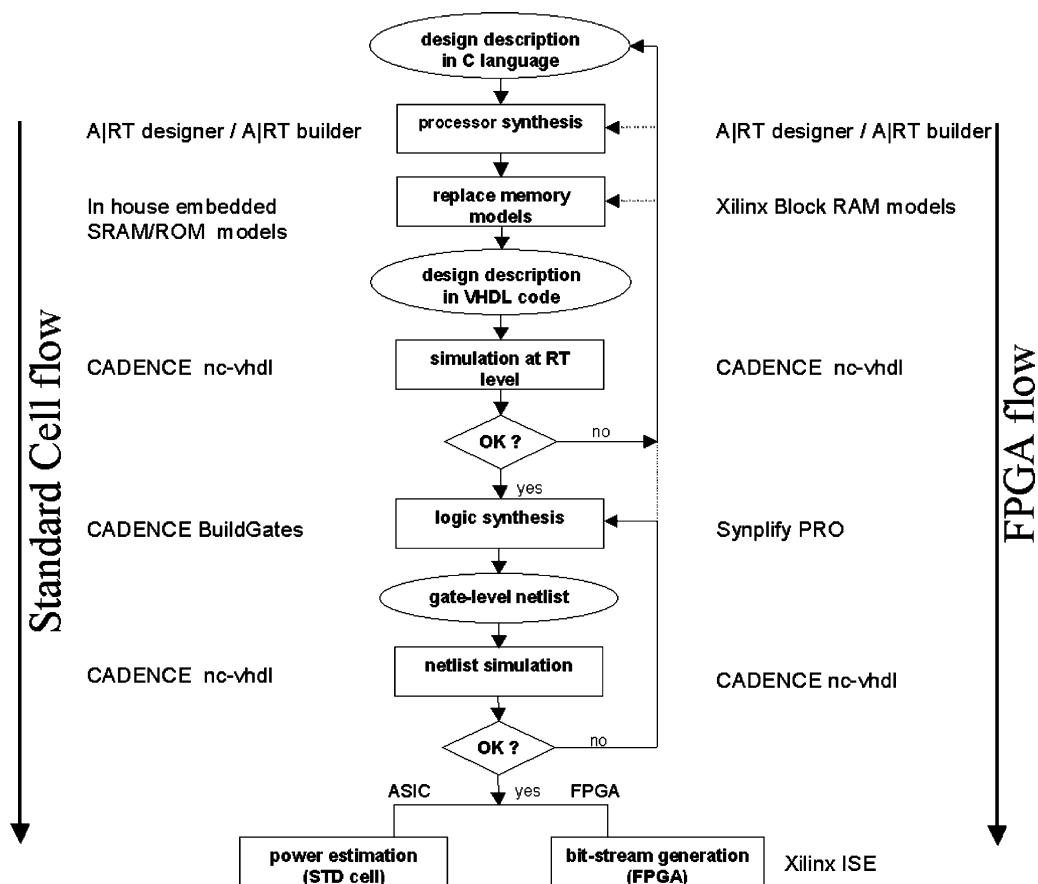 design description
in C language
A|RT designer / A|RT builder
processor synthesis
A|RT designer / A|RT builder
In house embedded
SRAM/ROM models
replace memory
models
Xilinx Block RAM models
design description
in VHDL code
CADENCE nc-vhdl
simulation at RT
level
CADENCE nc-vhdl
OK ?
no
yes
CADENCE BuildGates
logic synthesis
Synplify PRO
gate-level netlist
CADENCE nc-vhdl
netlist simulation
CADENCE nc-vhdl
OK ?
no
ASIC
yes
FPGA
power estimation
(STD cell)
bit-stream generation
(FPGA)
Xilinx ISE
Standard Cell flow
FPGA flow